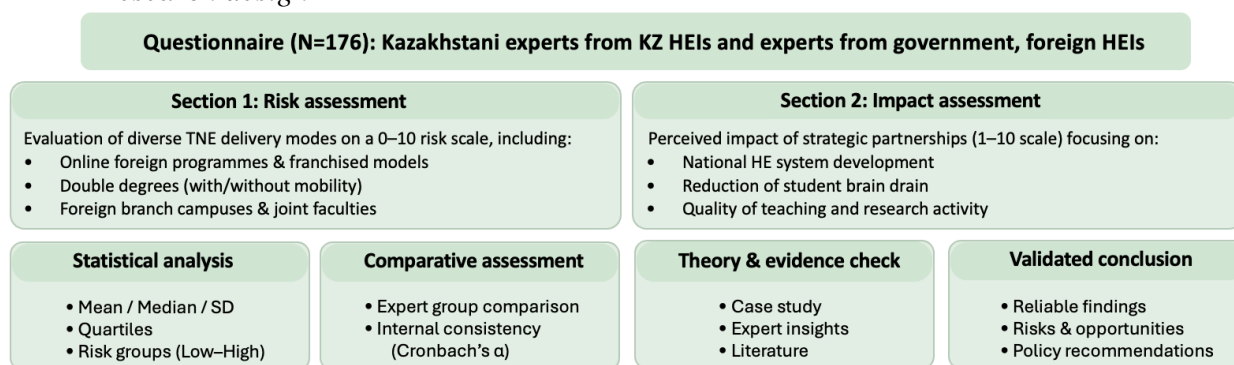 Questionnaire (N=176): Kazakhstani experts from KZ HEIs and experts from government, foreign HEIs
Section 1: Risk assessment
Evaluation of diverse TNE delivery modes on a 0–10 risk scale, including:
• Online foreign programmes & franchised models
• Double degrees (with/without mobility)
• Foreign branch campuses & joint faculties
Section 2: Impact assessment
Perceived impact of strategic partnerships (1–10 scale) focusing on:
• National HE system development
• Reduction of student brain drain
• Quality of teaching and research activity
Statistical analysis
• Mean / Median / SD
• Quartiles
• Risk groups (Low–High)
Comparative assessment
• Expert group comparison
• Internal consistency
(Cronbach's α)
Theory & evidence check
• Case study
• Expert insights
• Literature
Validated conclusion
• Reliable findings
• Risks & opportunities
• Policy recommendations